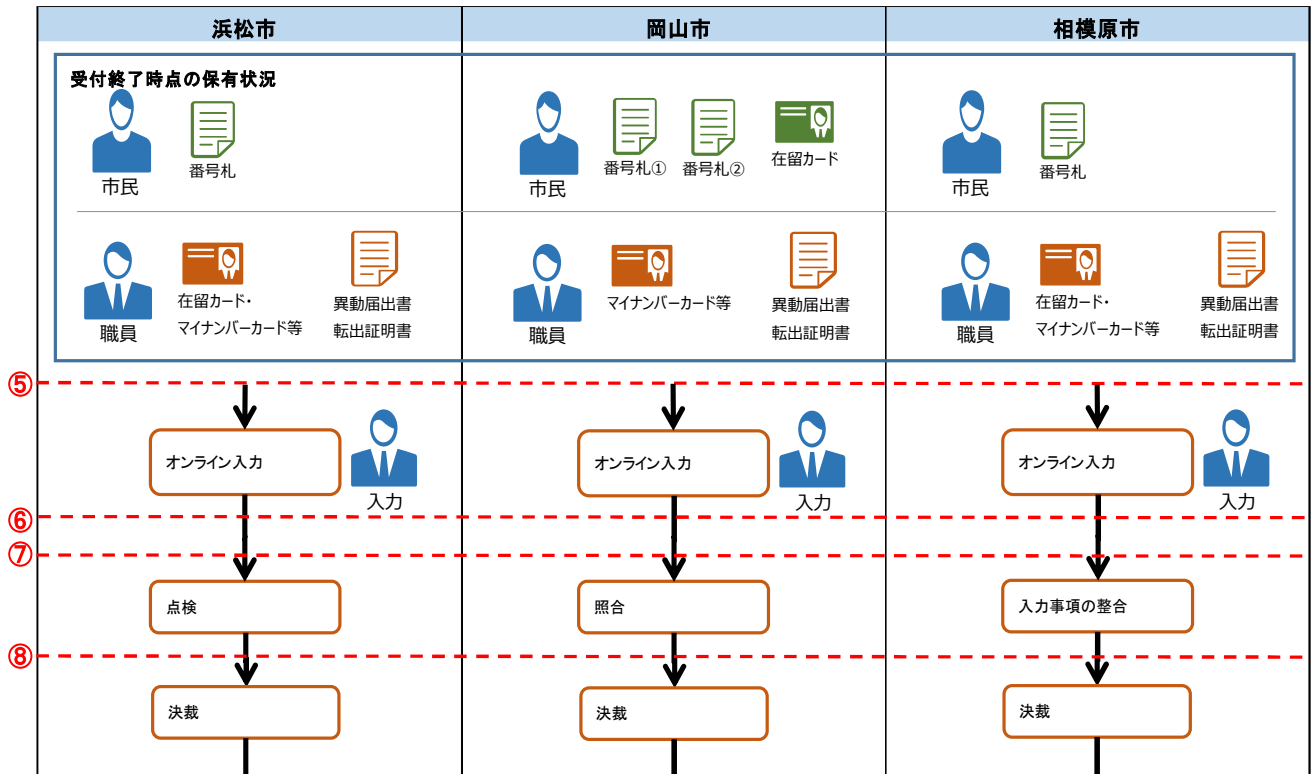 浜松市
岡山市
相模原市
受付終了時点の保有状況
市民
番号札
市民
番号札①
番号札②
在留カード
市民
番号札
職員
在留カード・
マイナンバーカード等
異動届出書
転出証明書
職員
マイナンバーカード等
異動届出書
転出証明書
職員
在留カード・
マイナンバーカード等
異動届出書
転出証明書
⑤
オンライン入力
入力
オンライン入力
入力
オンライン入力
入力
⑥
⑦
点検
照合
入力事項の整合
⑧
決裁
決裁
決裁